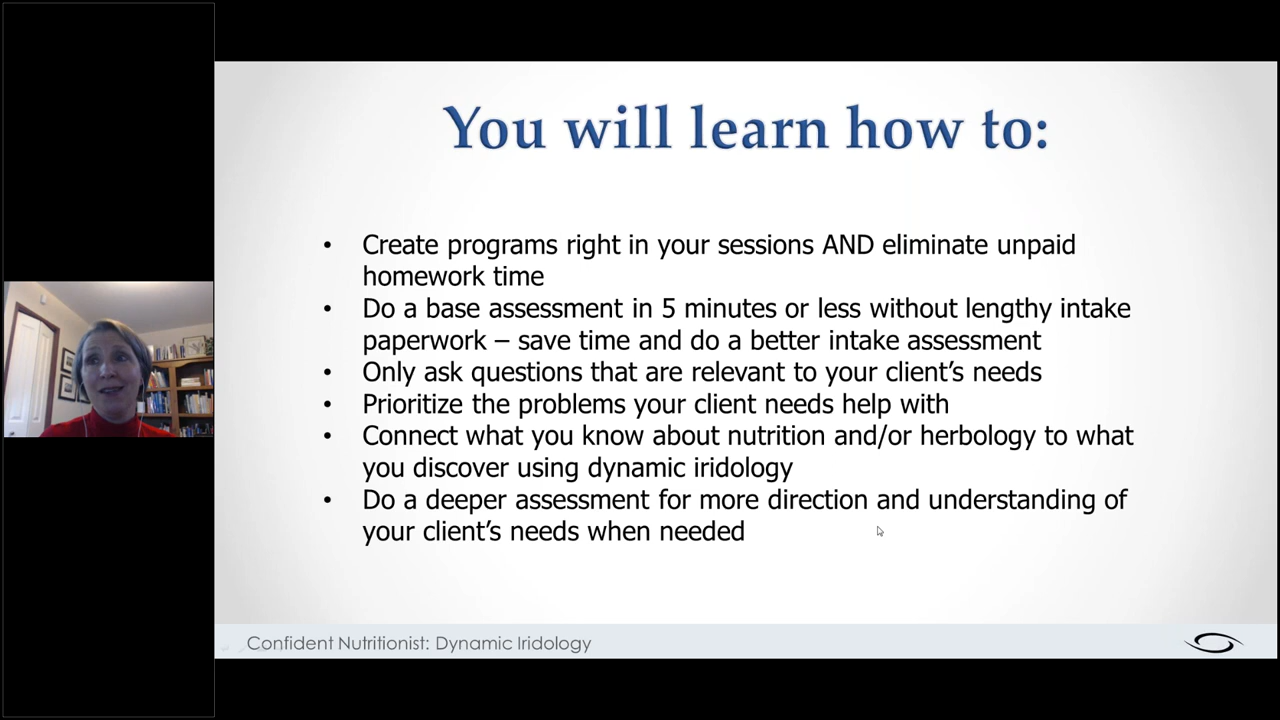 You will learn how to:
• Create programs right in your sessions AND eliminate unpaid
homework time
• Do a base assessment in 5 minutes or less without lengthy intake
paperwork – save time and do a better intake assessment
• Only ask questions that are relevant to your client’s needs
• Prioritize the problems your client needs help with
• Connect what you know about nutrition and/or herbology to what
you discover using dynamic iridology
• Do a deeper assessment for more direction and understanding of
your client’s needs when needed
Confident Nutritionist: Dynamic Iridology